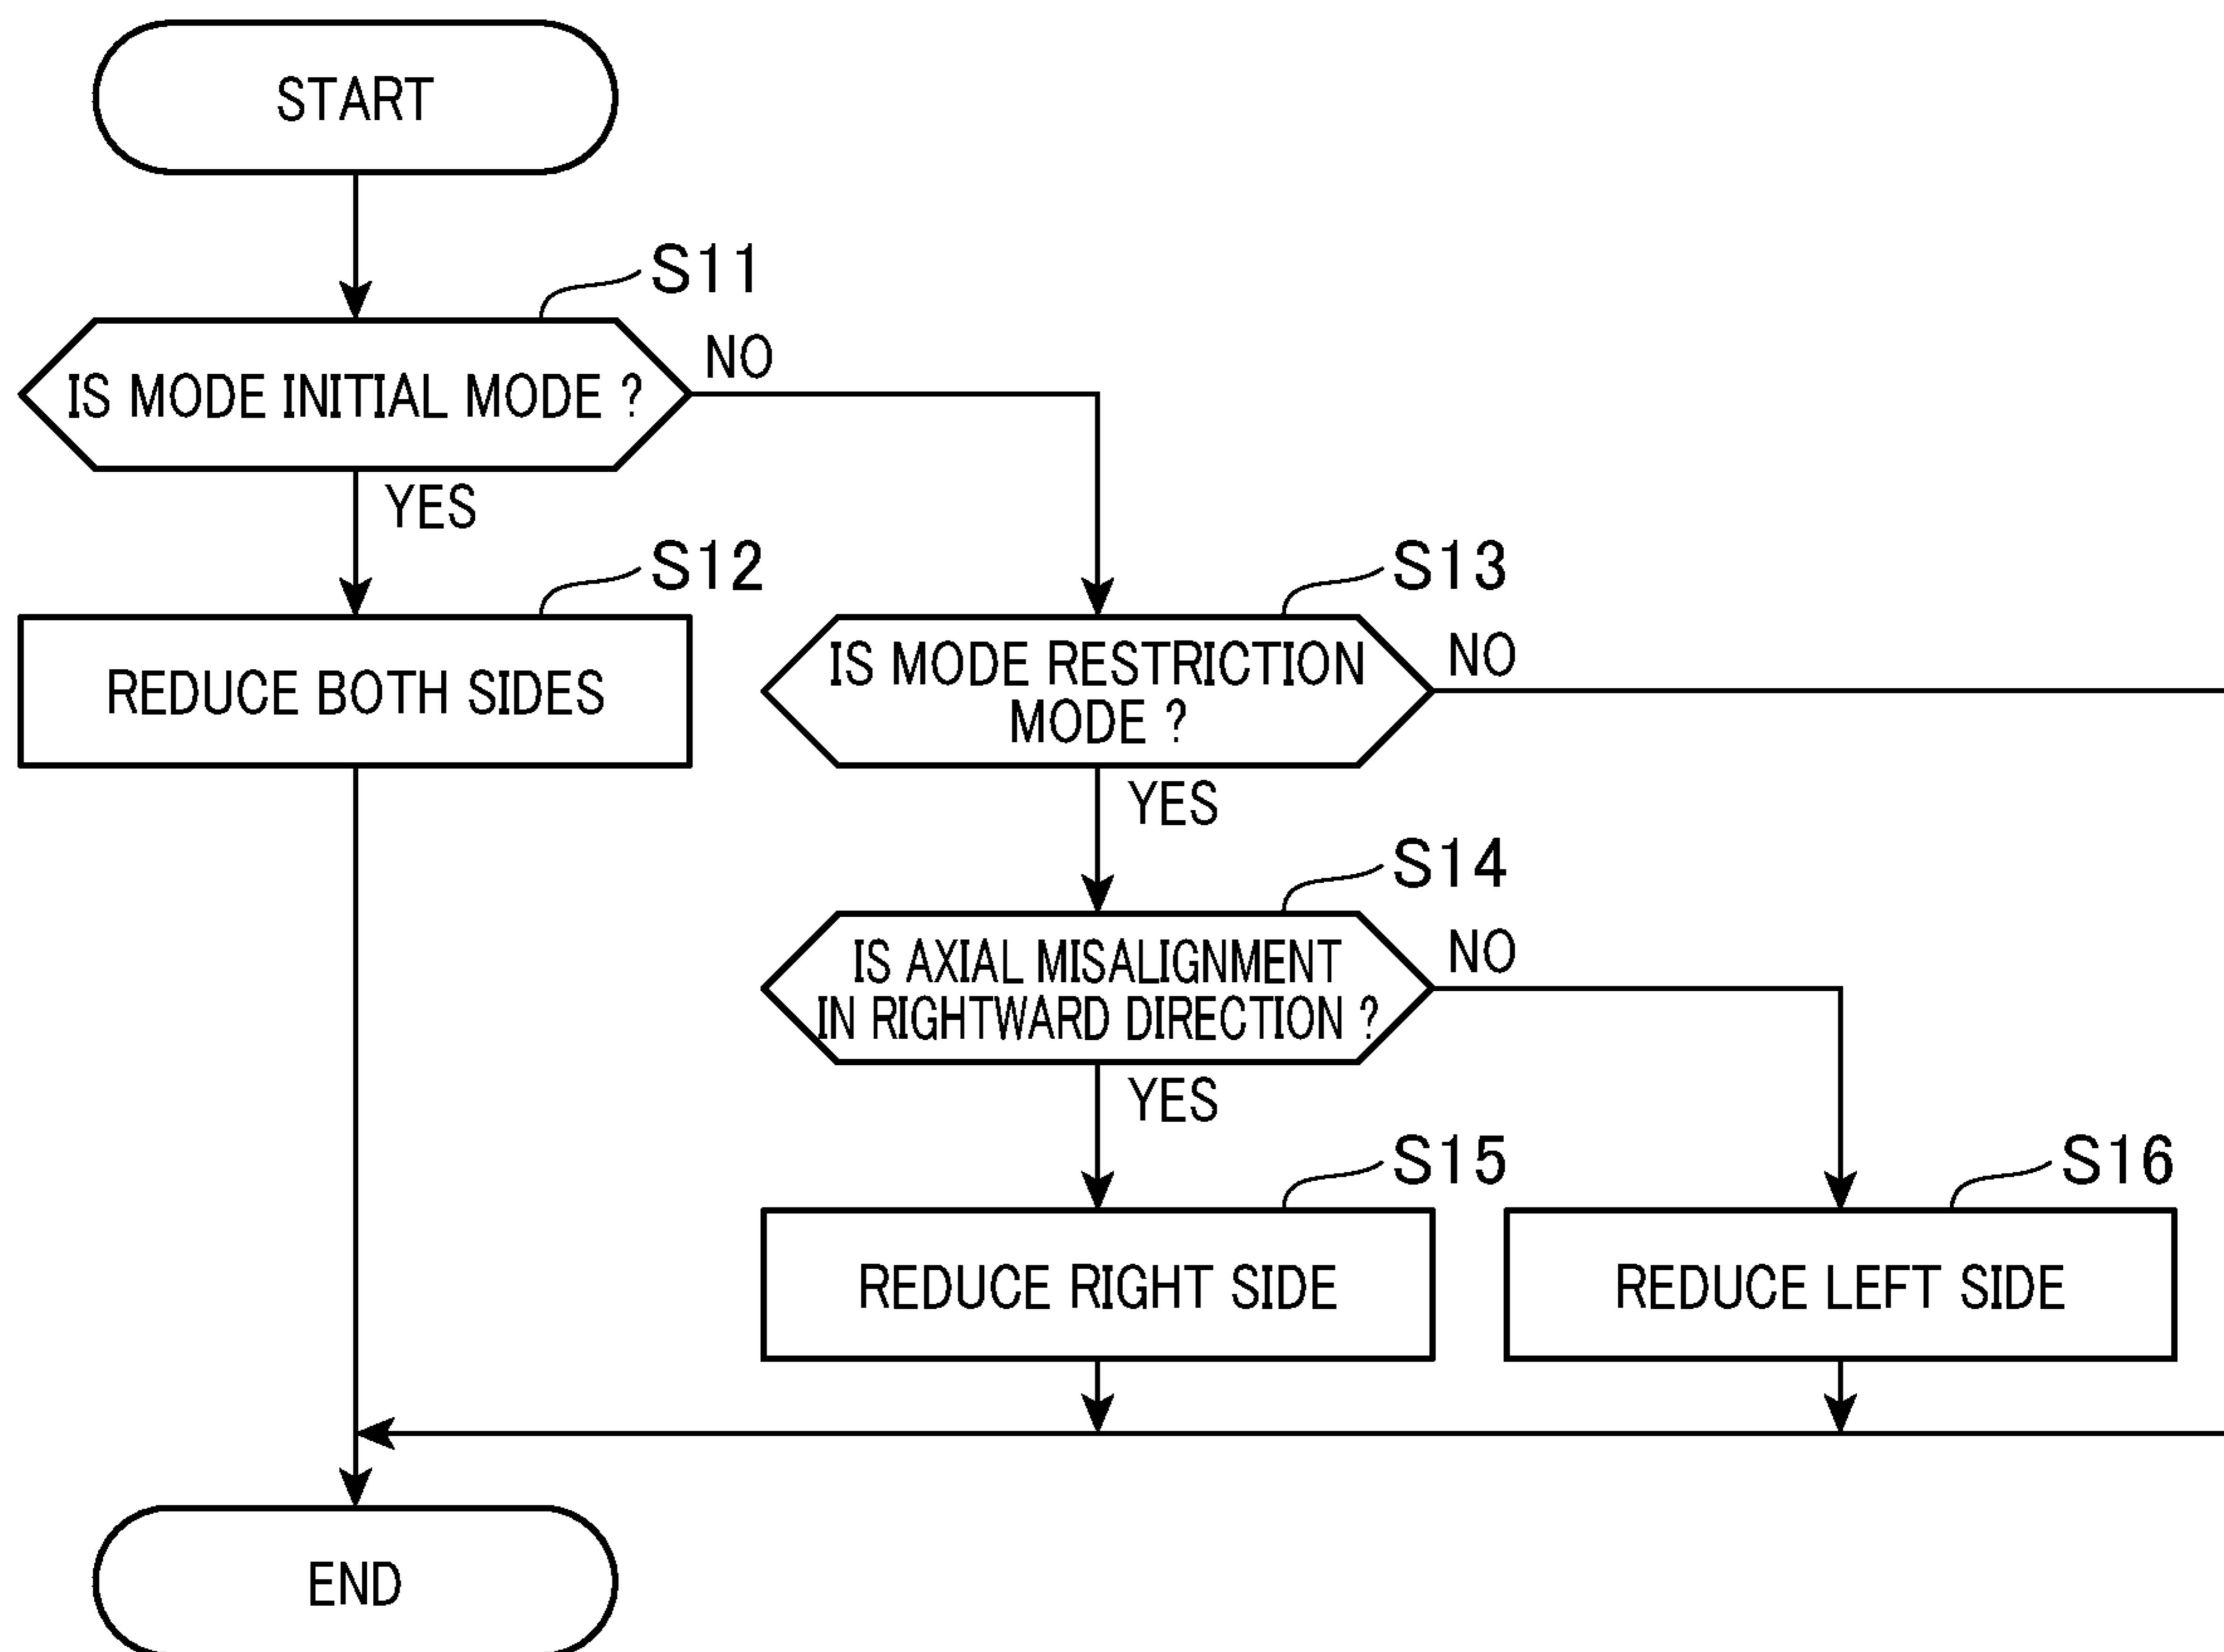 START
S11
IS MODE INITIAL MODE ?
NO
YES
S12
REDUCE BOTH SIDES
S13
IS MODE RESTRICTION
MODE ?
NO
YES
S14
IS AXIAL MISALIGNMENT
IN RIGHTWARD DIRECTION ?
NO
YES
S15
REDUCE RIGHT SIDE
S16
REDUCE LEFT SIDE
END